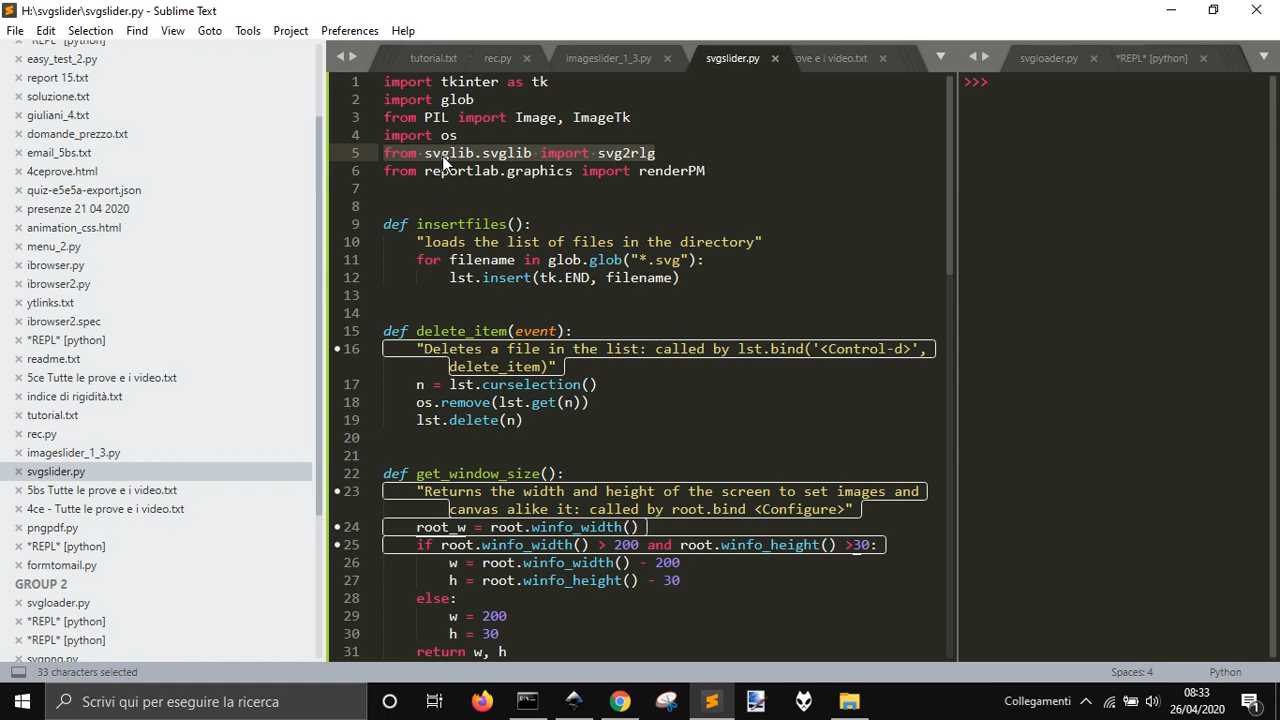 H:\svgslider\svgslider.py - Sublime Text
File Edit Selection Find View Goto Tools Project Preferences Help
*REPL* [python]
easy_test_2.py
report 15.txt
soluzione.txt
giuliani_4.txt
domande_prezzo.txt
email_5bs.txt
4ceprove.html
quiz-e5e5a-export.json
presenze 21 04 2020
animation_css.html
menu_2.py
ibrowser.py
ibrowser2.py
ytlinks.txt
ibrowser2.spec
*REPL* [python]
readme.txt
5ce Tutte le prove e i video.txt
indice di rigidità.txt
tutorial.txt
rec.py
imageslider_1_3.py
svgslider.py
5bs Tutte le prove e i video.txt
4ce - Tutte le prove e i video.txt
pngpdf.py
*REPL* [python]
formtomail.py
GROUP 2
svgloader.py
*REPL* [python]
*REPL* [python]
svgpng.py
tutorial.txt rec.py imageslider_1_3.py svgslider.py rove e i video.txt
1 import tkinter as tk
2 import glob
3 from PIL import Image, ImageTk
4 import os
5 from svglib.svglib import svg2rlg
6 from reportlab.graphics import renderPM
7
8
9 def insertfiles():
10 "loads the list of files in the directory"
11 for filename in glob.glob("*.svg"):
12 lst.insert(tk.END, filename)
13
14
15 def delete_item(event):
16 "Deletes a file in the list: called by lst.bind('<Control-d>',
delete_item)"
17 n = lst.curselection()
18 os.remove(lst.get(n))
19 lst.delete(n)
20
21
22 def get_window_size():
23 "Returns the width and height of the screen to set images and
canvas alike it: called by root.bind <Configure>"
24 root_w = root.winfo_width()
25 if root.winfo_width() > 200 and root.winfo_height() >30:
26 w = root.winfo_width() - 200
27 h = root.winfo_height() - 30
28 else:
29 w = 200
30 h = 30
31 return w, h
svgloader.py *REPL* [python]
>>>
33 characters selected Spaces: 4 Python
Scrivi qui per eseguire la ricerca
Collegamenti
08:33
26/04/2020
1